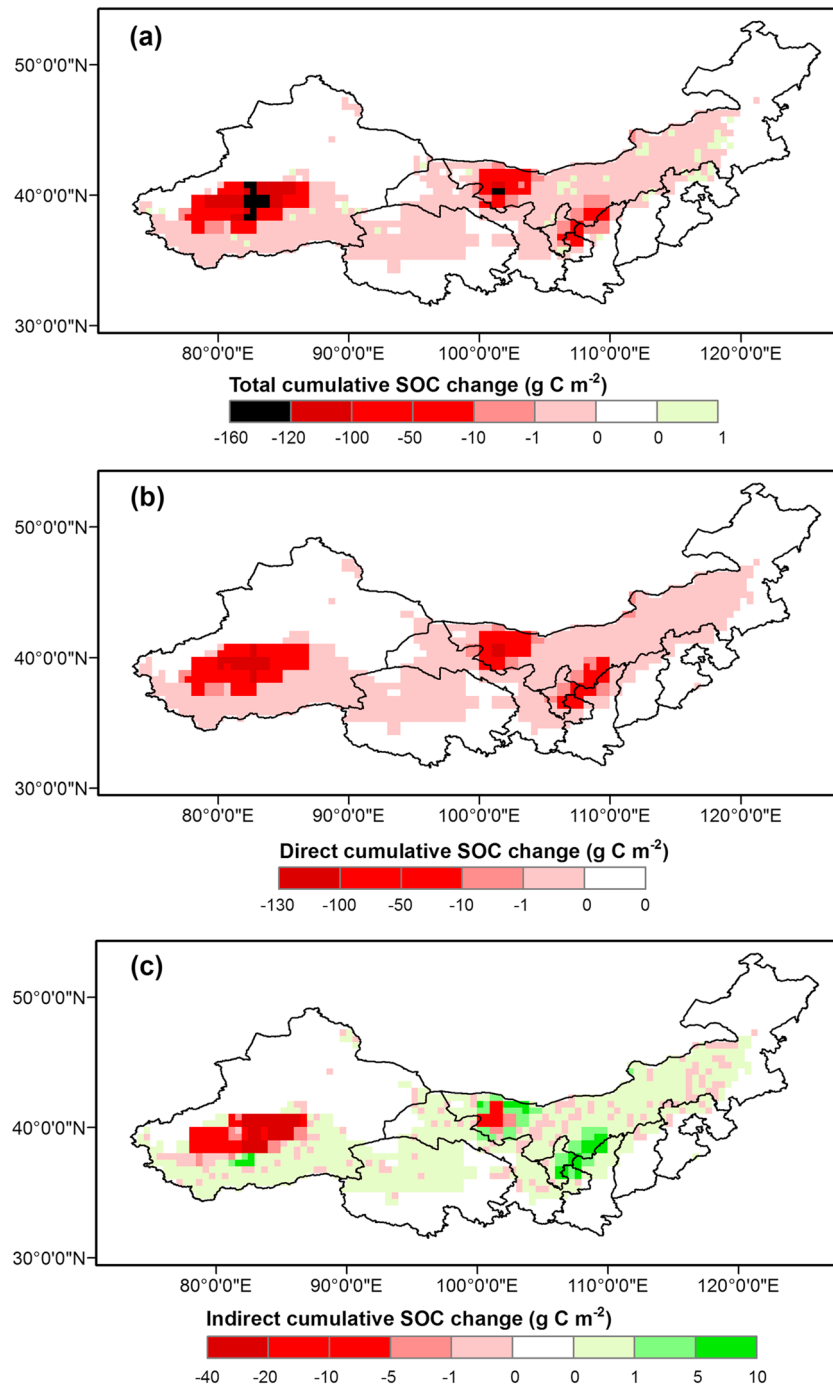 (a)
50°0'0"N
40°0'0"N
30°0'0"N
80°0'0"E 90°0'0"E 100°0'0"E 110°0'0"E 120°0'0"E
Total cumulative SOC change (g C m⁻²)
-160 -120 -100 -50 -10 -1 0 0 1
(b)
50°0'0"N
40°0'0"N
30°0'0"N
80°0'0"E 90°0'0"E 100°0'0"E 110°0'0"E 120°0'0"E
Direct cumulative SOC change (g C m⁻²)
-130 -100 -50 -10 -1 0 0
(c)
50°0'0"N
40°0'0"N
30°0'0"N
80°0'0"E 90°0'0"E 100°0'0"E 110°0'0"E 120°0'0"E
Indirect cumulative SOC change (g C m⁻²)
-40 -20 -10 -5 -1 0 0 1 5 10